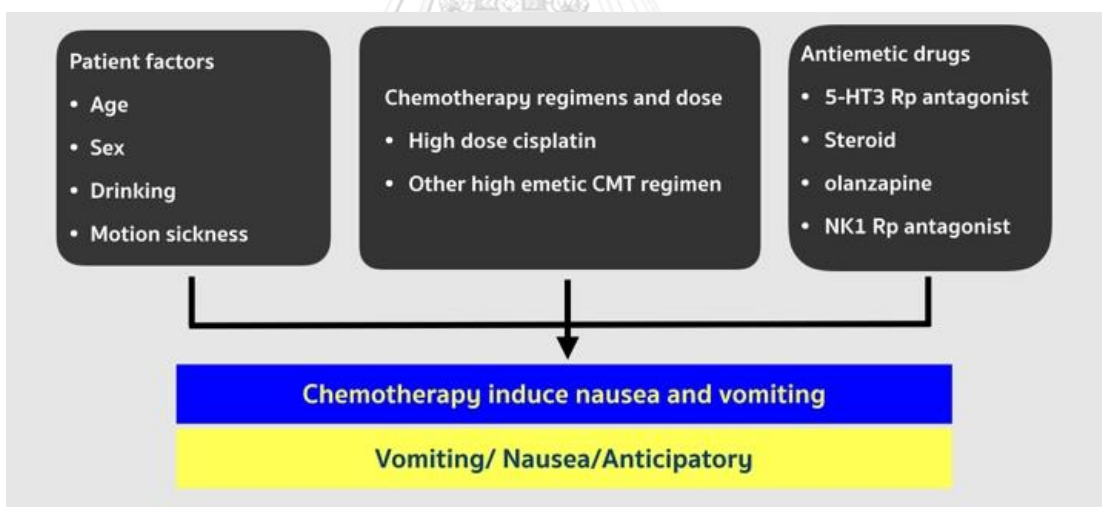 Patient factors
• Age
• Sex
• Drinking
• Motion sickness
Chemotherapy regimens and dose
• High dose cisplatin
• Other high emetic CMT regimen
Antiemetic drugs
• 5-HT3 Rp antagonist
• Steroid
• olanzapine
• NK1 Rp antagonist
Chemotherapy induce nausea and vomiting
Vomiting/ Nausea/Anticipatory